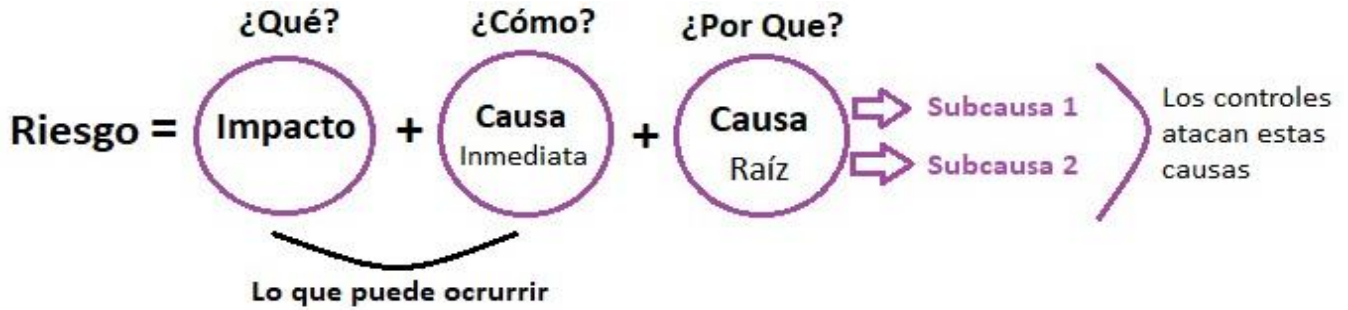 ¿Qué?
¿Cómo?
¿Por Que?
Riesgo =
Impacto
+
Causa
Inmediata
+
Causa
Raíz
Subcausa 1
Subcausa 2
Los controles
atacan estas
causas
Lo que puede ocrurrir